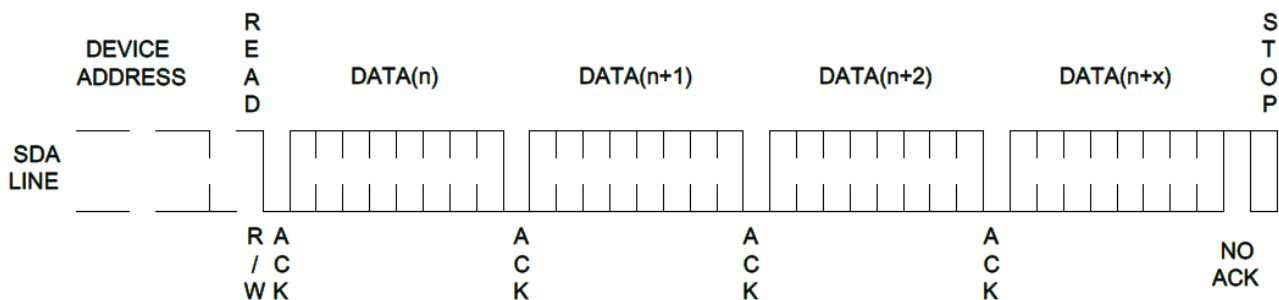 DEVICE
ADDRESS
READ
DATA(n)
DATA(n+1)
DATA(n+2)
DATA(n+x)
STOP
SDA
LINE
R/W
ACK
ACK
ACK
ACK
NO
ACK